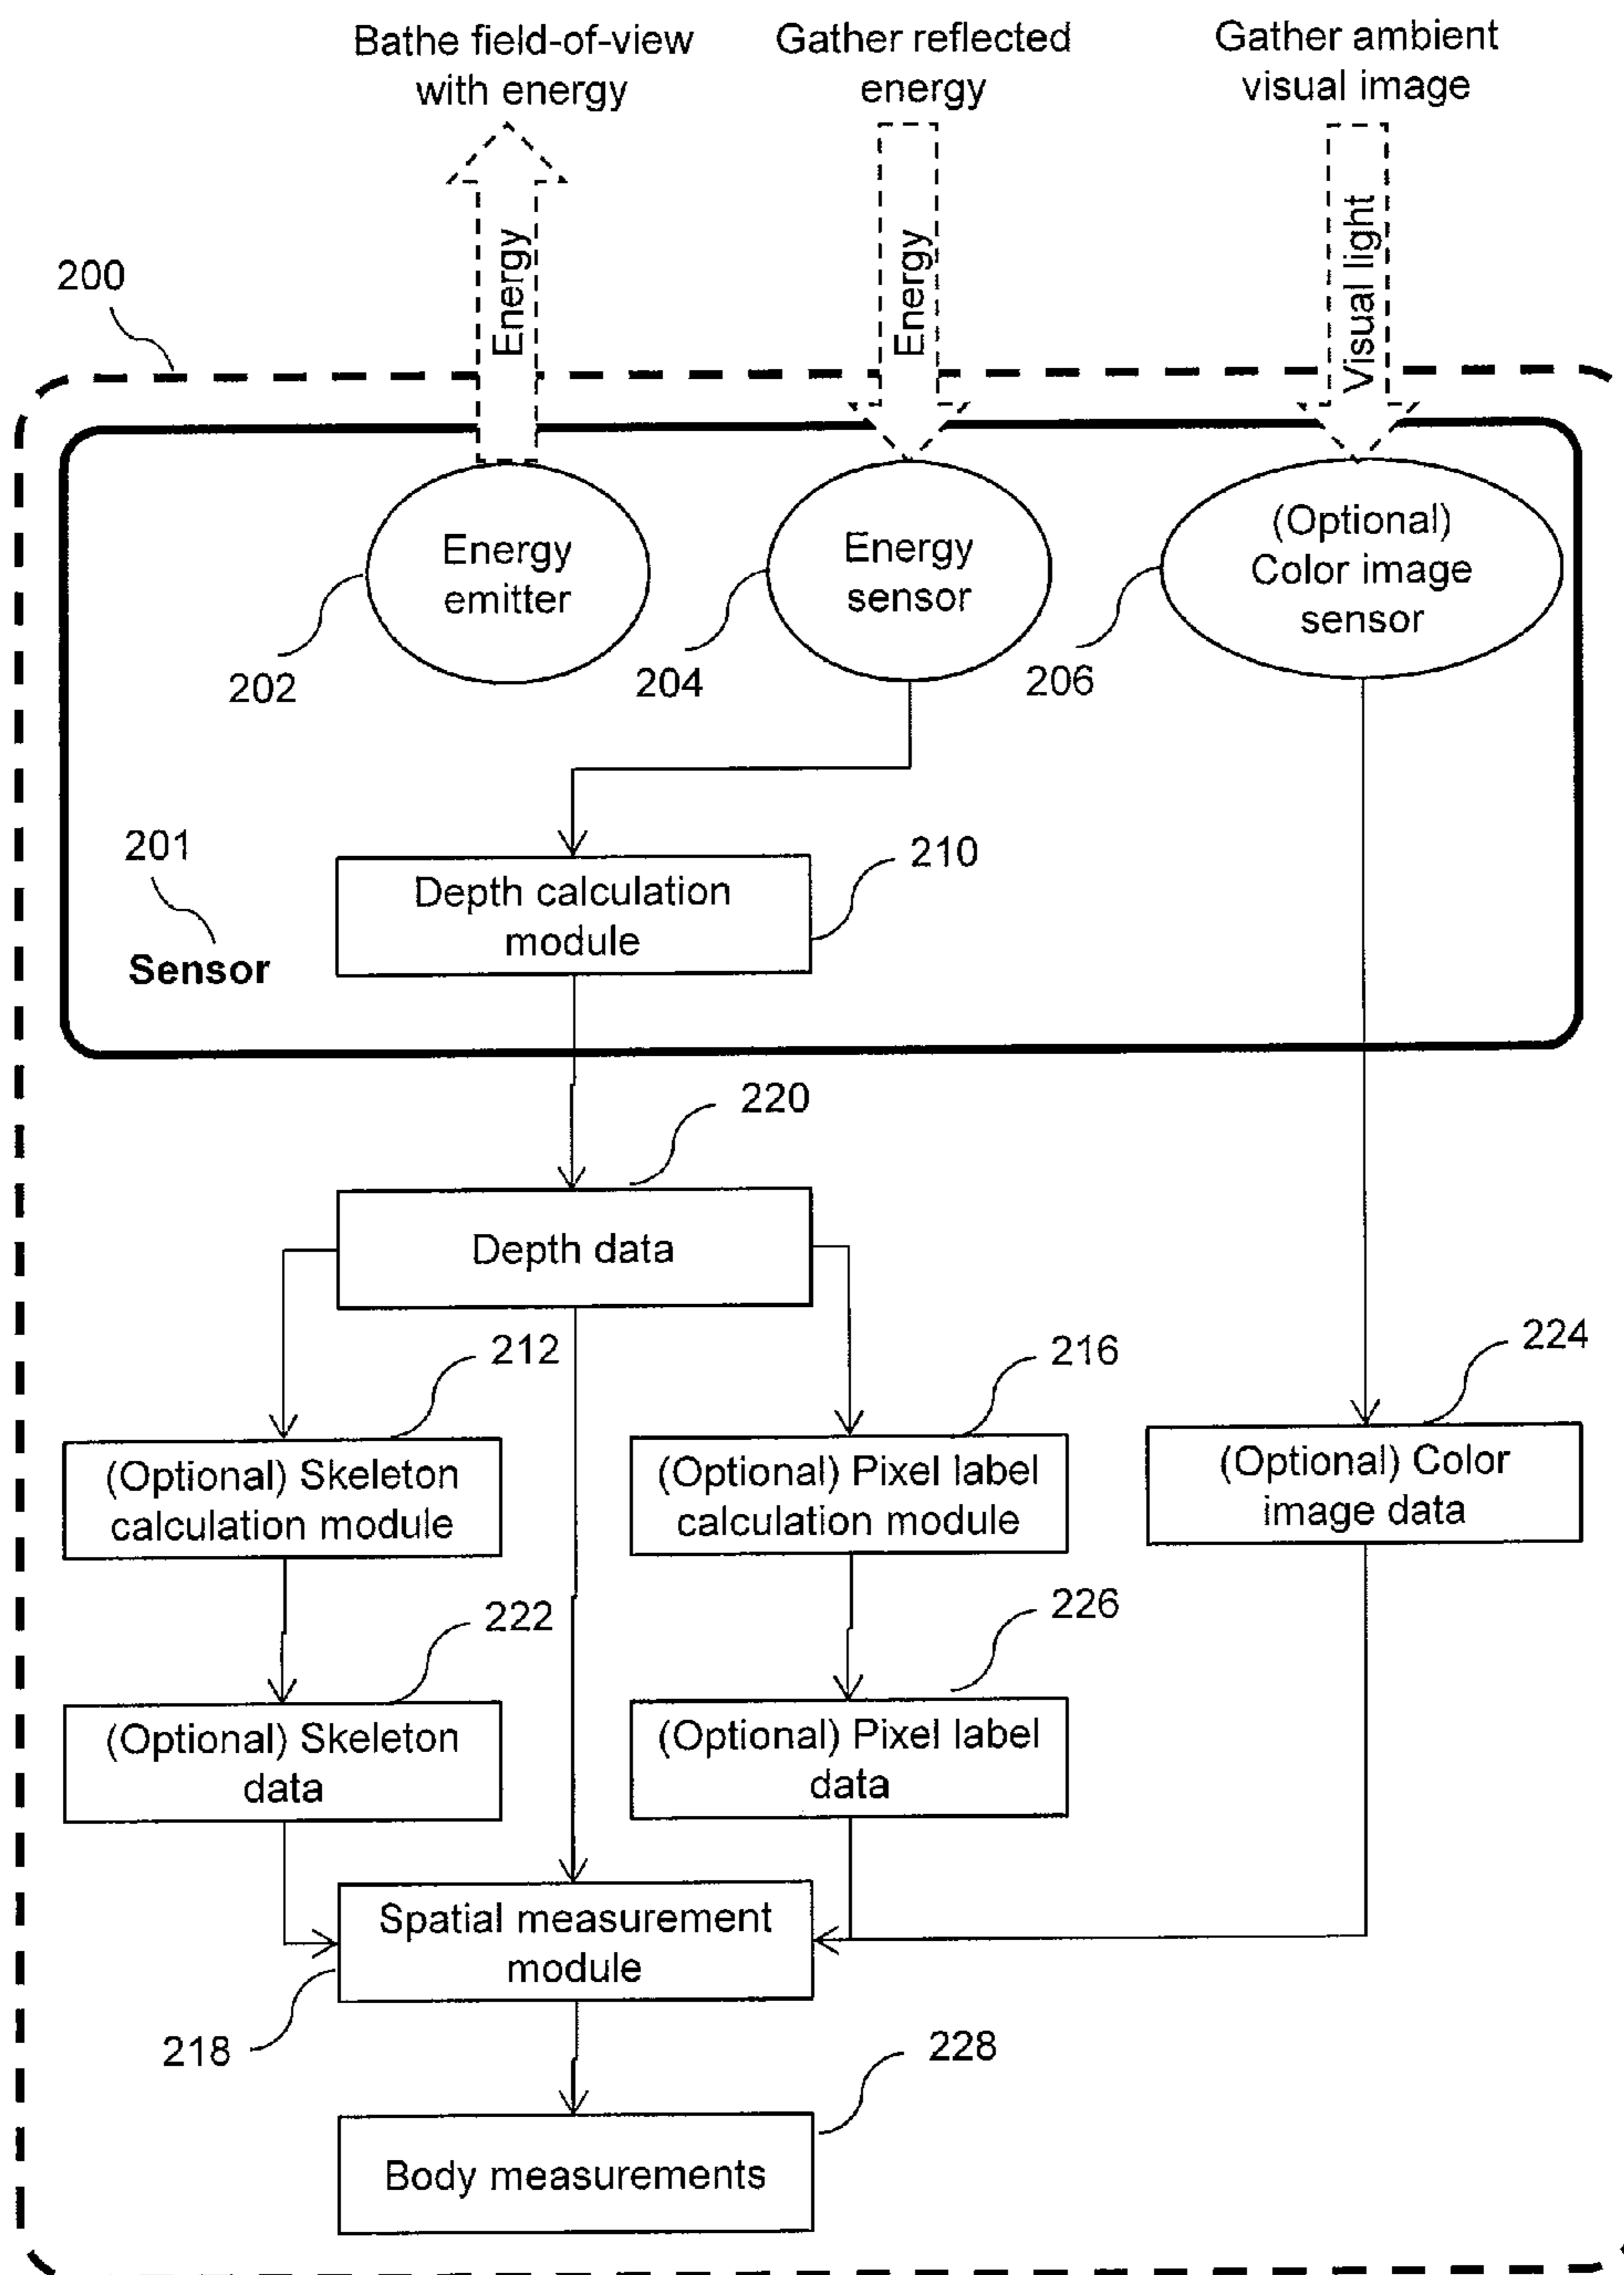 Bathe field-of-view
with energy
Gather reflected
energy
Gather ambient
visual image
Energy
Energy
Visual light
200
Energy
emitter
202
Energy
sensor
204
(Optional)
Color image
sensor
206
201
Sensor
Depth calculation
module
210
220
Depth data
212
216
224
(Optional) Skeleton
calculation module
(Optional) Pixel label
calculation module
(Optional) Color
image data
222
226
(Optional) Skeleton
data
(Optional) Pixel label
data
Spatial measurement
module
218
228
Body measurements